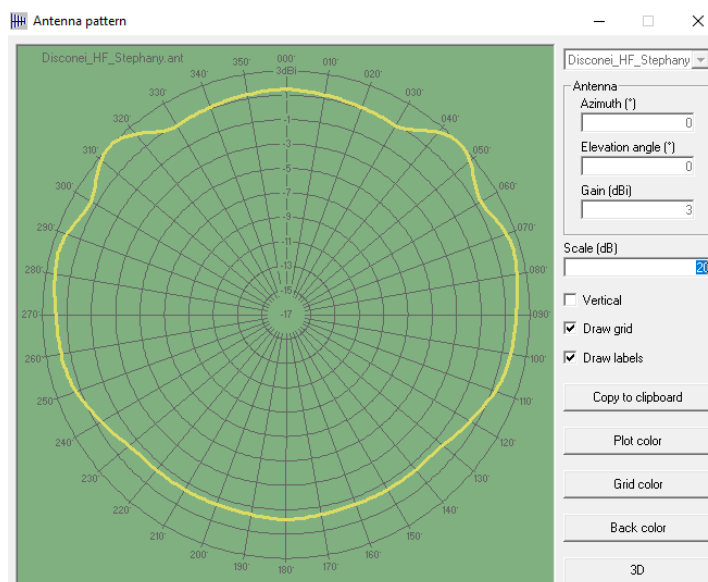 Antenna pattern
Disconei_HF_Stephany.ant
000'
010'
020'
030'
040'
050'
060'
070'
080'
090'
100'
110'
120'
130'
140'
150'
160'
170'
180'
190'
200'
210'
220'
230'
240'
250'
260'
270'
280'
290'
300'
310'
320'
340'
350'
3dBi
1
-1
-3
-5
-7
-9
-11
-13
-15
-17
Disconei_HF_Stephany
Antenna
Azimuth (°)
0
Elevation angle (°)
0
Gain (dBi)
3
Scale (dB)
20
Vertical
Draw grid
Draw labels
Copy to clipboard
Plot color
Grid color
Back color
3D